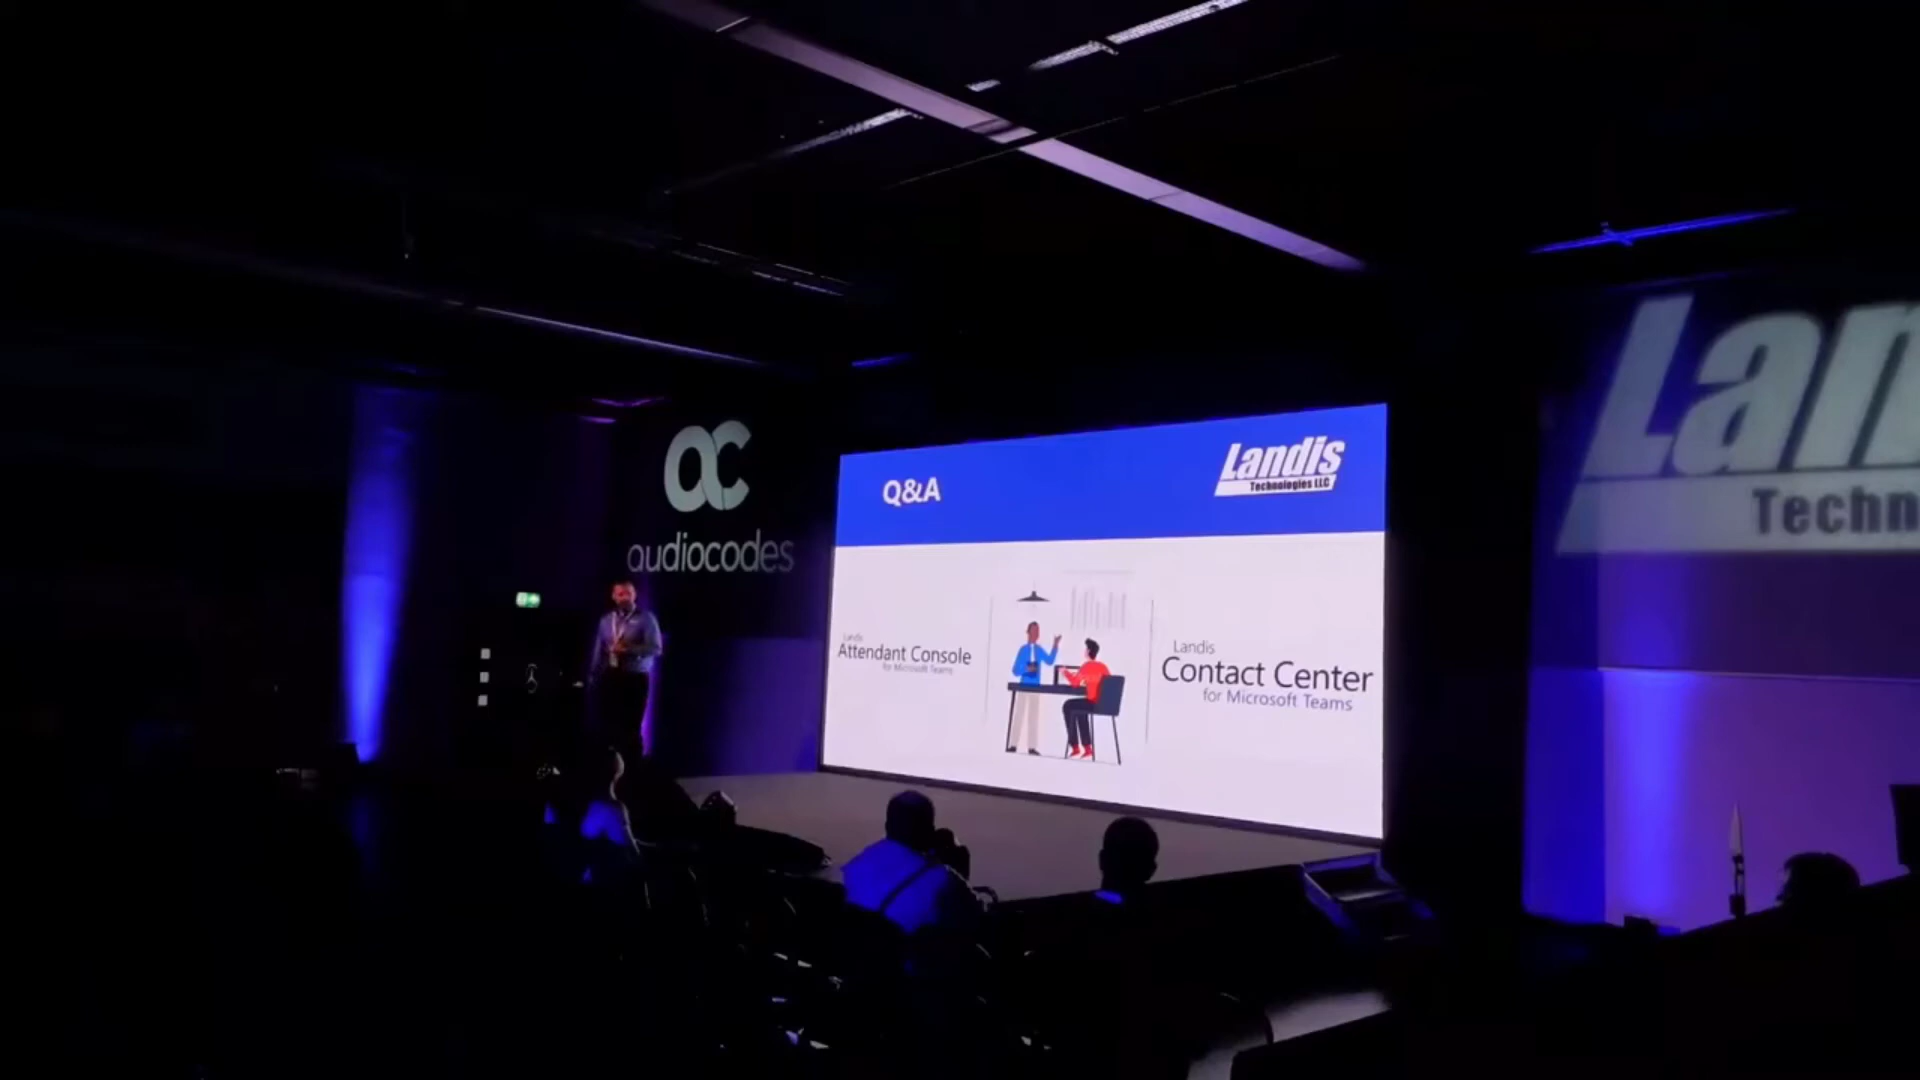 audiocodes
Q&A
Landis
Technologies LLC
Landis
Attendant Console
for Microsoft Teams
Landis
Contact Center
for Microsoft Teams
Lan
Techn